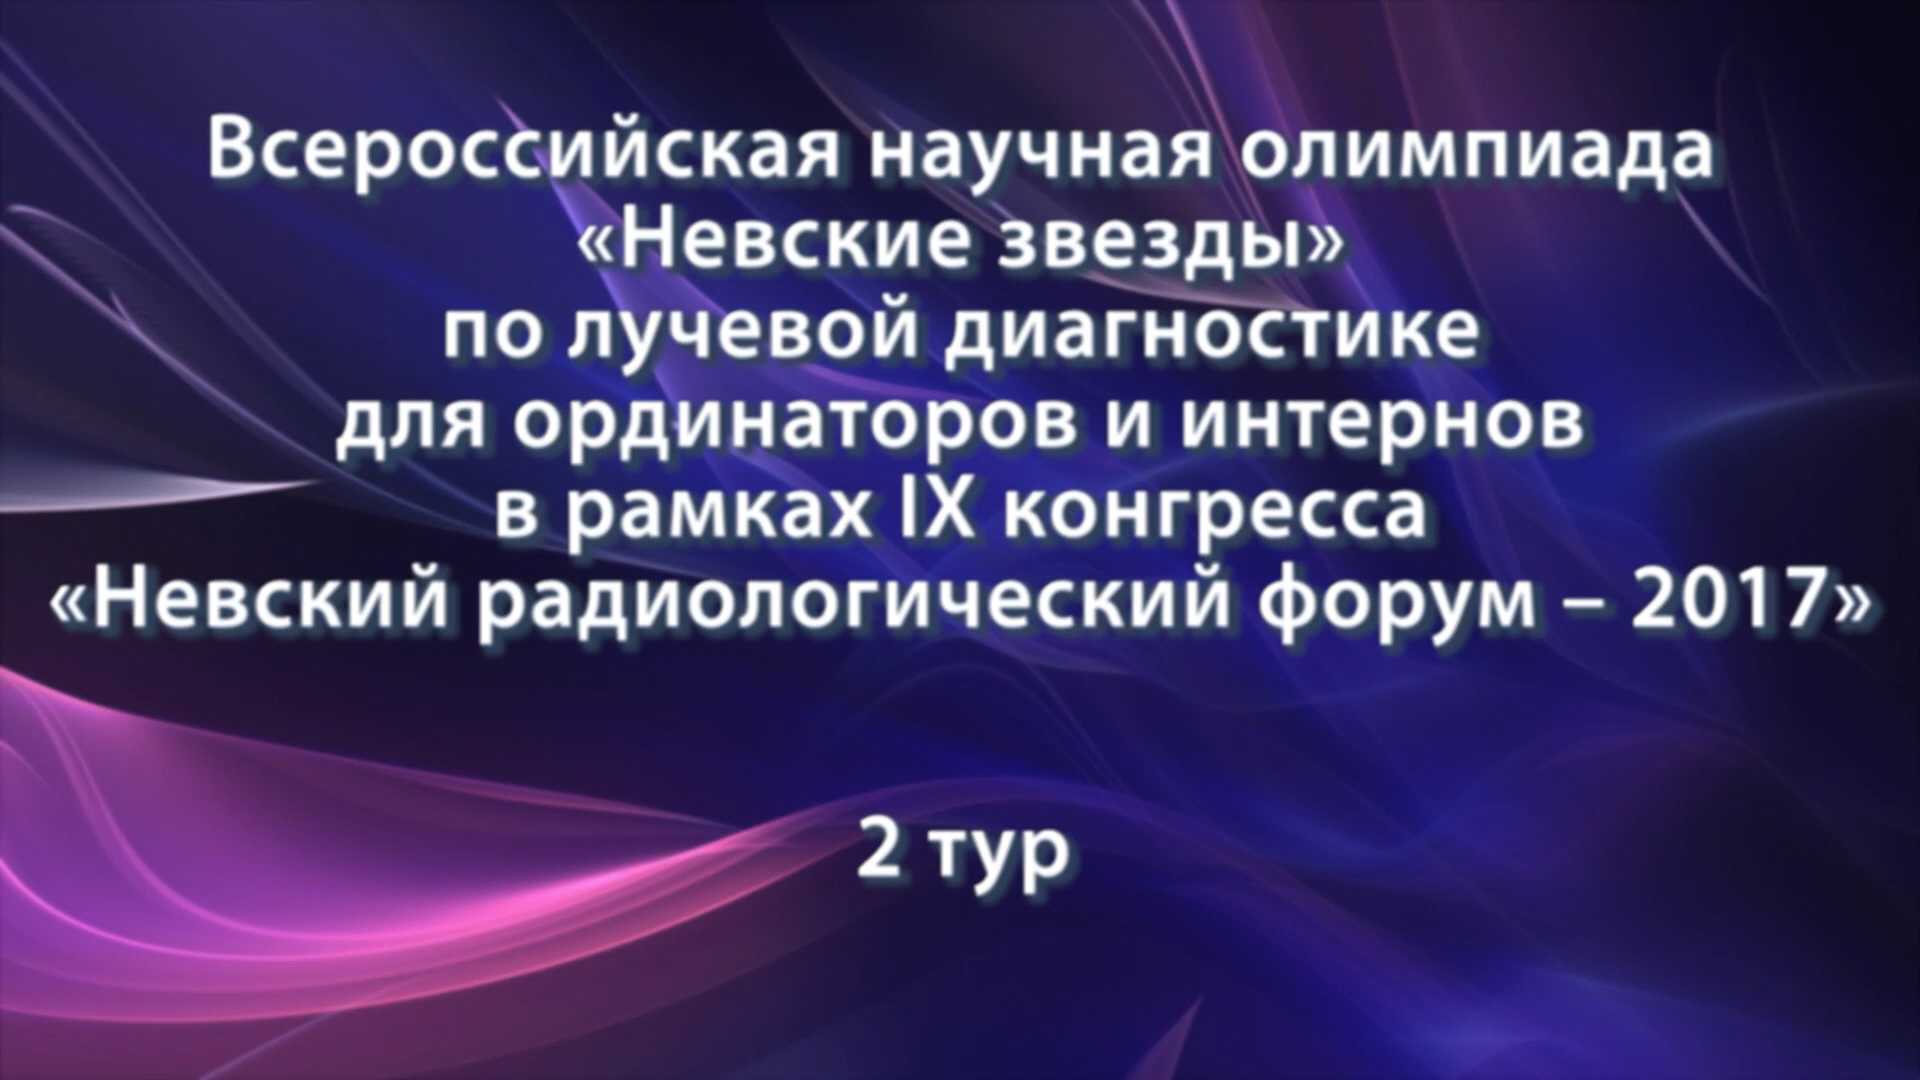 Всероссийская научная олимпиада
«Невские звезды»
по лучевой диагностике
для ординаторов и интернов
в рамках IX конгресса
«Невский радиологический форум – 2017»
2 тур